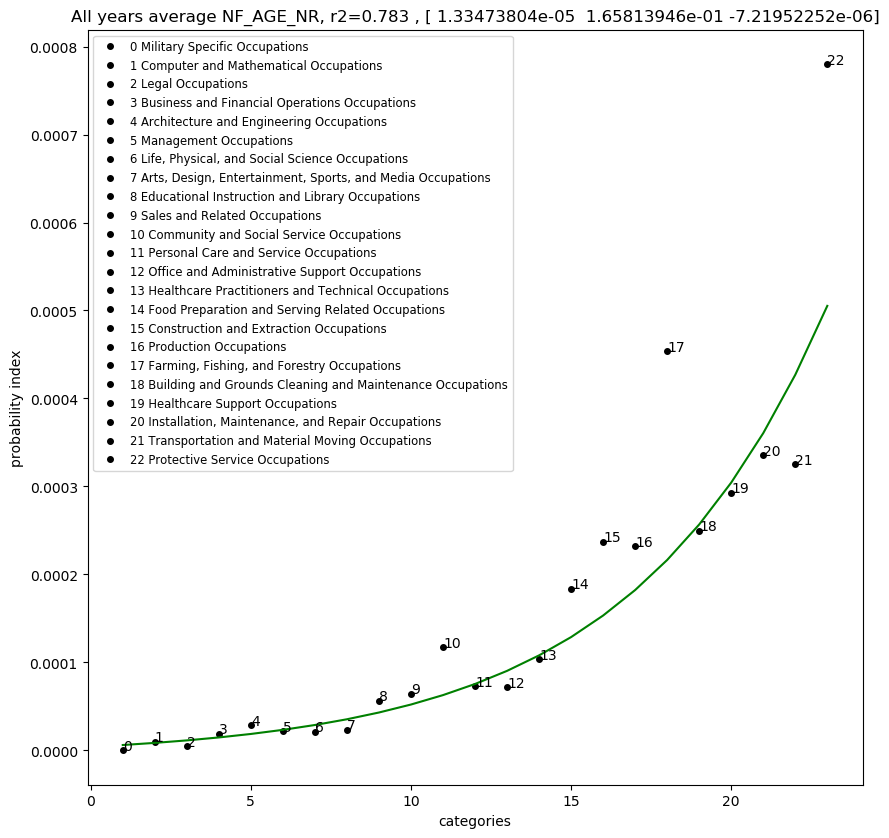 All years average NF_AGE_NR, r2=0.783 , [ 1.33473804e-05  1.65813946e-01 -7.21952252e-06]
0.0008
0.0007
0.0006
0.0005
0.0004
0.0003
0.0002
0.0001
0.0000
probability index
0 Military Specific Occupations
1 Computer and Mathematical Occupations
2 Legal Occupations
3 Business and Financial Operations Occupations
4 Architecture and Engineering Occupations
5 Management Occupations
6 Life, Physical, and Social Science Occupations
7 Arts, Design, Entertainment, Sports, and Media Occupations
8 Educational Instruction and Library Occupations
9 Sales and Related Occupations
10 Community and Social Service Occupations
11 Personal Care and Service Occupations
12 Office and Administrative Support Occupations
13 Healthcare Practitioners and Technical Occupations
14 Food Preparation and Serving Related Occupations
15 Construction and Extraction Occupations
16 Production Occupations
17 Farming, Fishing, and Forestry Occupations
18 Building and Grounds Cleaning and Maintenance Occupations
19 Healthcare Support Occupations
20 Installation, Maintenance, and Repair Occupations
21 Transportation and Material Moving Occupations
22 Protective Service Occupations
0
1
2
3
4
5
6
7
8
9
10
11
12
13
14
15
16
17
18
19
20
21
22
0
5
10
15
20
categories